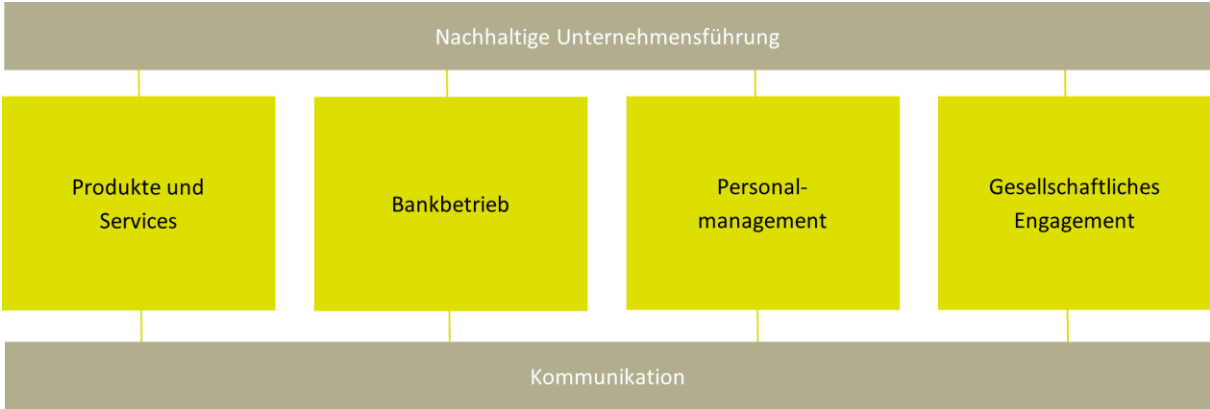 Nachhaltige Unternehmensführung
Produkte und
Services
Bankbetrieb
Personal-
management
Gesellschaftliches
Engagement
Kommunikation